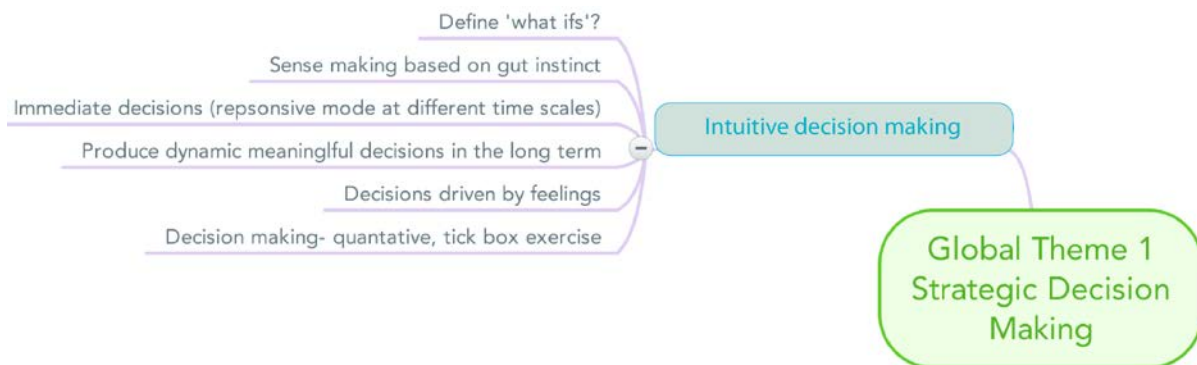 Define 'what ifs'?
Sense making based on gut instinct
Immediate decisions (repsonsive mode at different time scales)
Produce dynamic meaninglful decisions in the long term
Decisions driven by feelings
Decision making- quantative, tick box exercise
Intuitive decision making
Global Theme 1
Strategic Decision
Making